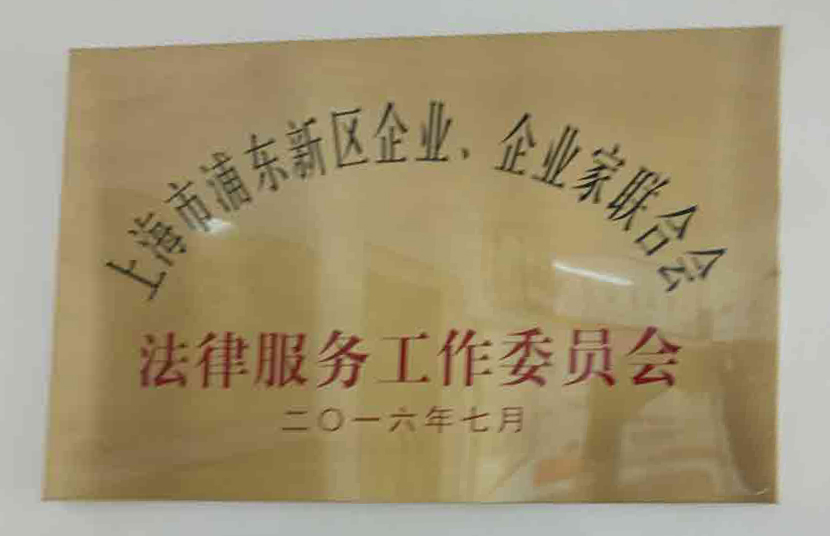 上海市浦东新区企业、企业家联合会
法律服务工作委员会
二〇一六年七月